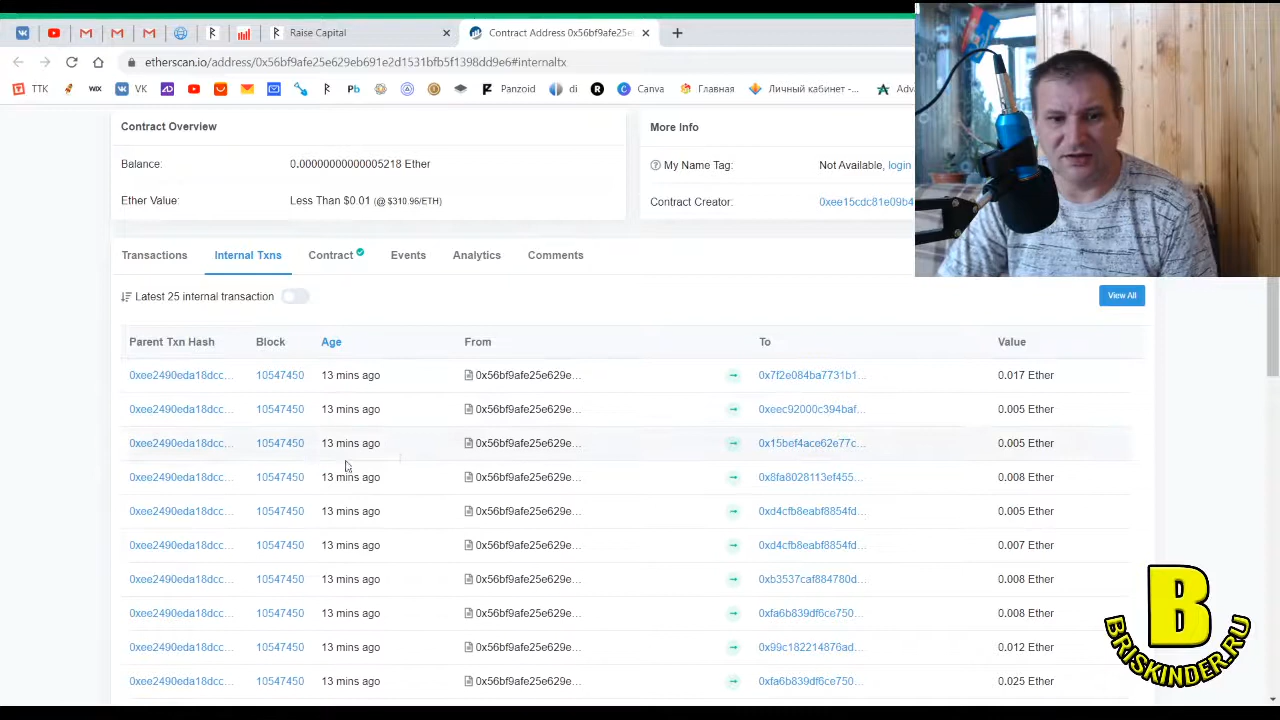 Raise Capital
Contract Address 0x56bf9afe25e
TTK
WIX
VK
Pb
Panzoid
di
Canva
Главная
Личный кабинет -...
Contract Overview
Balance:
0.00000000000005218 Ether
Ether Value:
Less Than $0.01 (@ $310.96/ETH)
More Info
My Name Tag:
Not Available, login
Contract Creator:
0xee15cdc81e09b4
Transactions
Internal Txns
Contract
Events
Analytics
Comments
Latest 25 internal transaction
View All
Parent Txn Hash Block Age From To Value
0xee2490eda18dcc... 10547450 13 mins ago 0x56bf9afe25e629e... 0x7f2e084ba7731b1... 0.017 Ether
0xee2490eda18dcc... 10547450 13 mins ago 0x56bf9afe25e629e... 0xeec92000c394baf... 0.005 Ether
0xee2490eda18dcc... 10547450 13 mins ago 0x56bf9afe25e629e... 0x15bef4ace62e77c... 0.005 Ether
0xee2490eda18dcc... 10547450 13 mins ago 0x56bf9afe25e629e... 0x8fa8028113ef455... 0.008 Ether
0xee2490eda18dcc... 10547450 13 mins ago 0x56bf9afe25e629e... 0xd4cfb8eabf8854fd... 0.005 Ether
0xee2490eda18dcc... 10547450 13 mins ago 0x56bf9afe25e629e... 0xd4cfb8eabf8854fd... 0.007 Ether
0xee2490eda18dcc... 10547450 13 mins ago 0x56bf9afe25e629e... 0xb3537caf884780d... 0.008 Ether
0xee2490eda18dcc... 10547450 13 mins ago 0x56bf9afe25e629e... 0xfa6b839df6ce750... 0.008 Ether
0xee2490eda18dcc... 10547450 13 mins ago 0x56bf9afe25e629e... 0x99c182214876ad... 0.012 Ether
0xee2490eda18dcc... 10547450 13 mins ago 0x56bf9afe25e629e... 0xfa6b839df6ce750... 0.025 Ether
B
BRISKINDER.RU